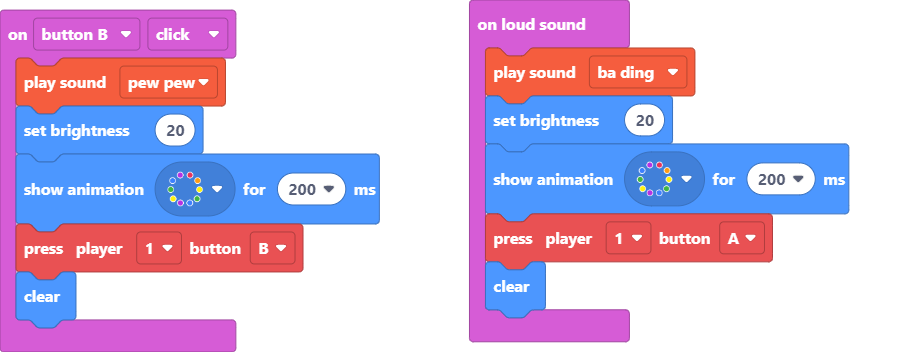 on button B click
play sound pew pew
set brightness 20
show animation for 200 ms
press player 1 button B
clear
on loud sound
play sound ba ding
set brightness 20
show animation for 200 ms
press player 1 button A
clear